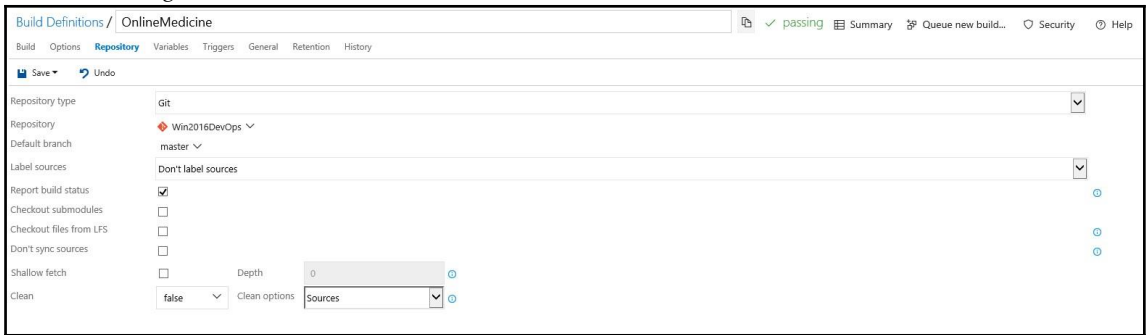 Build Definitions / OnlineMedicine passing Summary Queue new build... Security Help
Build Options Repository Variables Triggers General Retention History
Save Undo
Repository type Git
Repository Win2016DevOps
Default branch master
Label sources Don't label sources
Report build status
Checkout submodules
Checkout files from LFS
Don't sync sources
Shallow fetch Depth 0
Clean false Clean options Sources